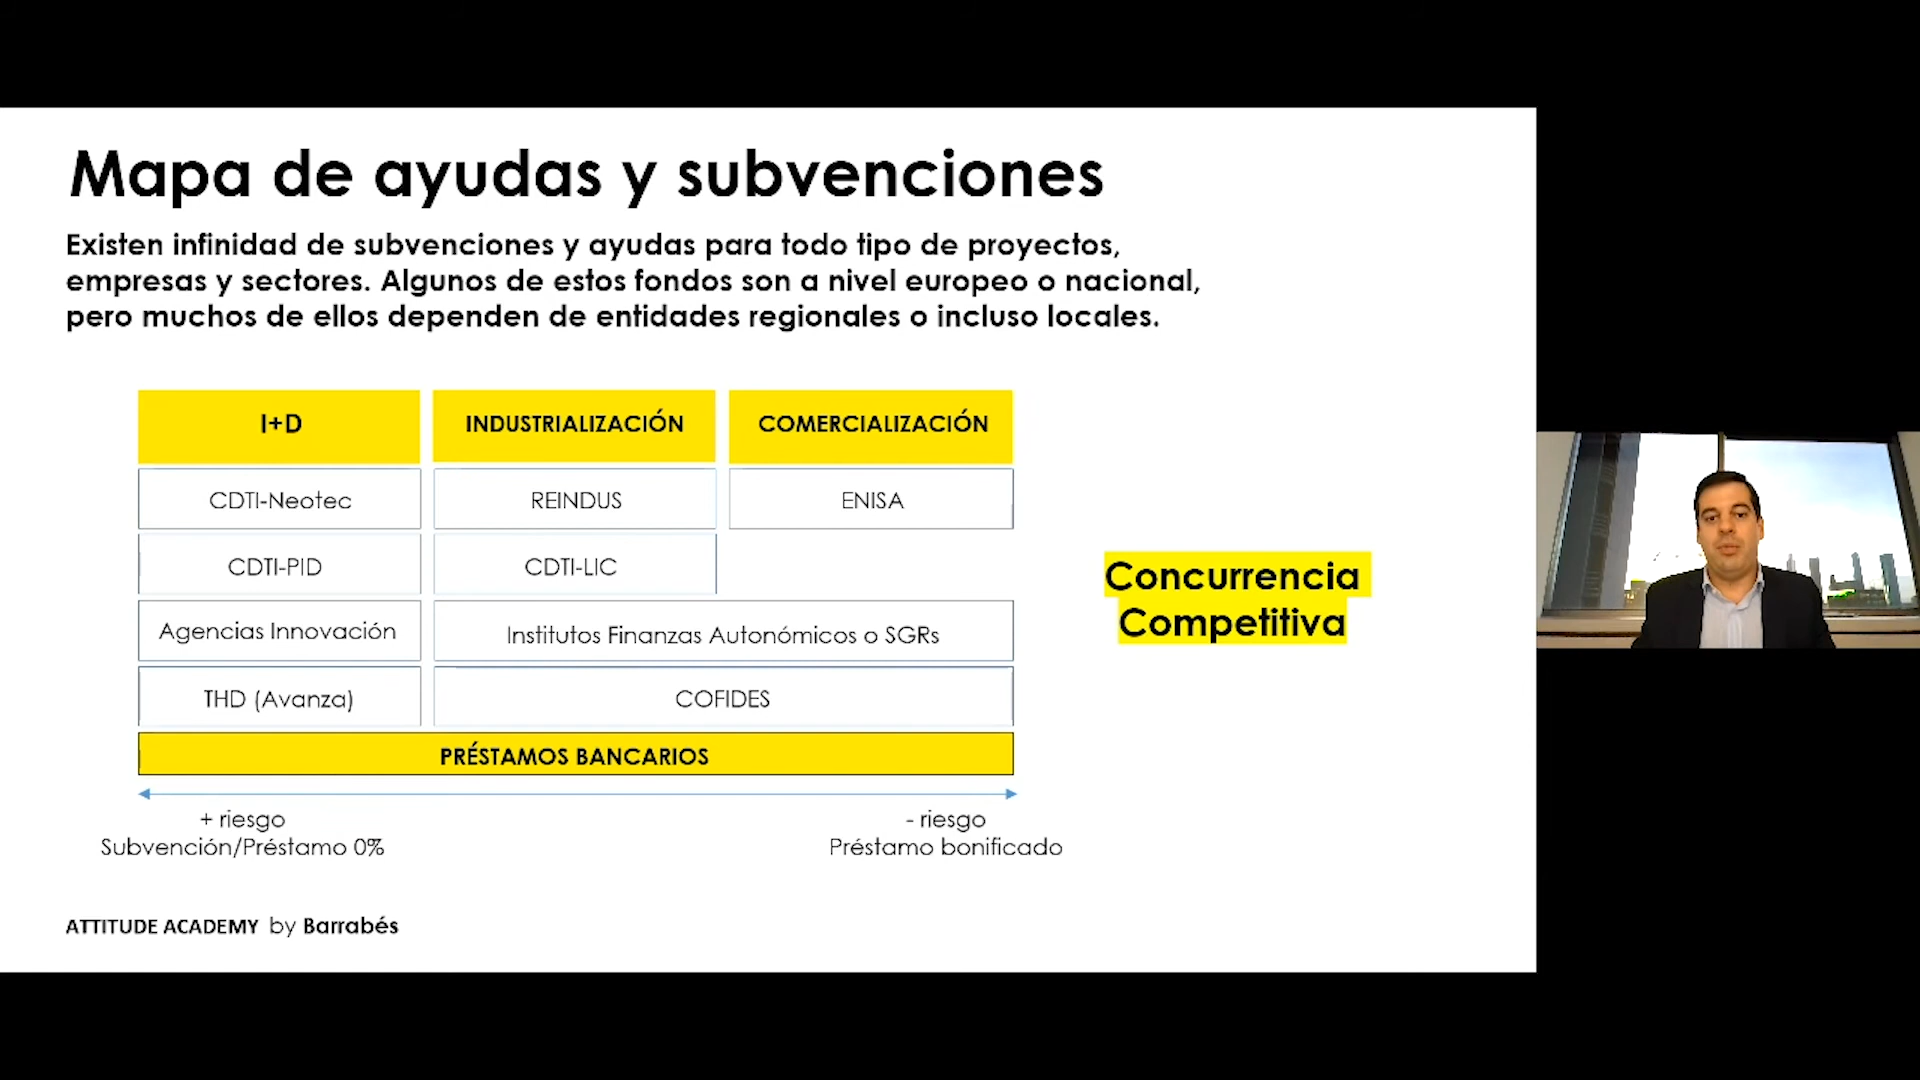 Mapa de ayudas y subvenciones
Existen infinidad de subvenciones y ayudas para todo tipo de proyectos,
empresas y sectores. Algunos de estos fondos son a nivel europeo o nacional,
pero muchos de ellos dependen de entidades regionales o incluso locales.
I+D
INDUSTRIALIZACIÓN
COMERCIALIZACIÓN
CDTI-Neotec
REINDUS
ENISA
CDTI-PID
CDTI-LIC
Agencias Innovación
Institutos Finanzas Autonómicos o SGRs
THD (Avanza)
COFIDES
PRÉSTAMOS BANCARIOS
+ riesgo
Subvención/Préstamo 0%
- riesgo
Préstamo bonificado
Concurrencia
Competitiva
ATTITUDE ACADEMY by Barrabés